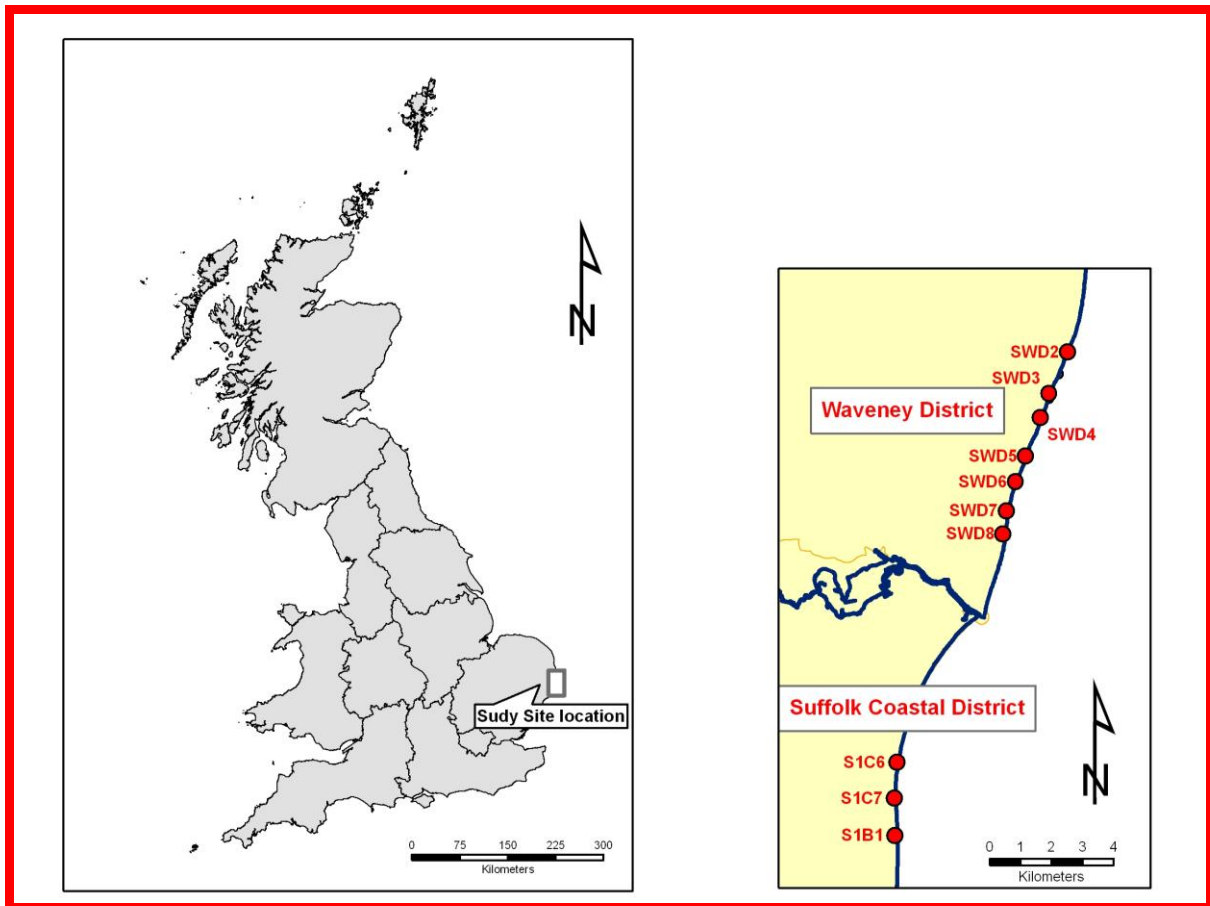 N
Sudy Site location
0 75 150 225 300
Kilometers
SWD2
SWD3
Waveney District
SWD4
SWD5
SWD6
SWD7
SWD8
Suffolk Coastal District
S1C6
N
S1C7
S1B1
0 1 2 3 4
Kilometers